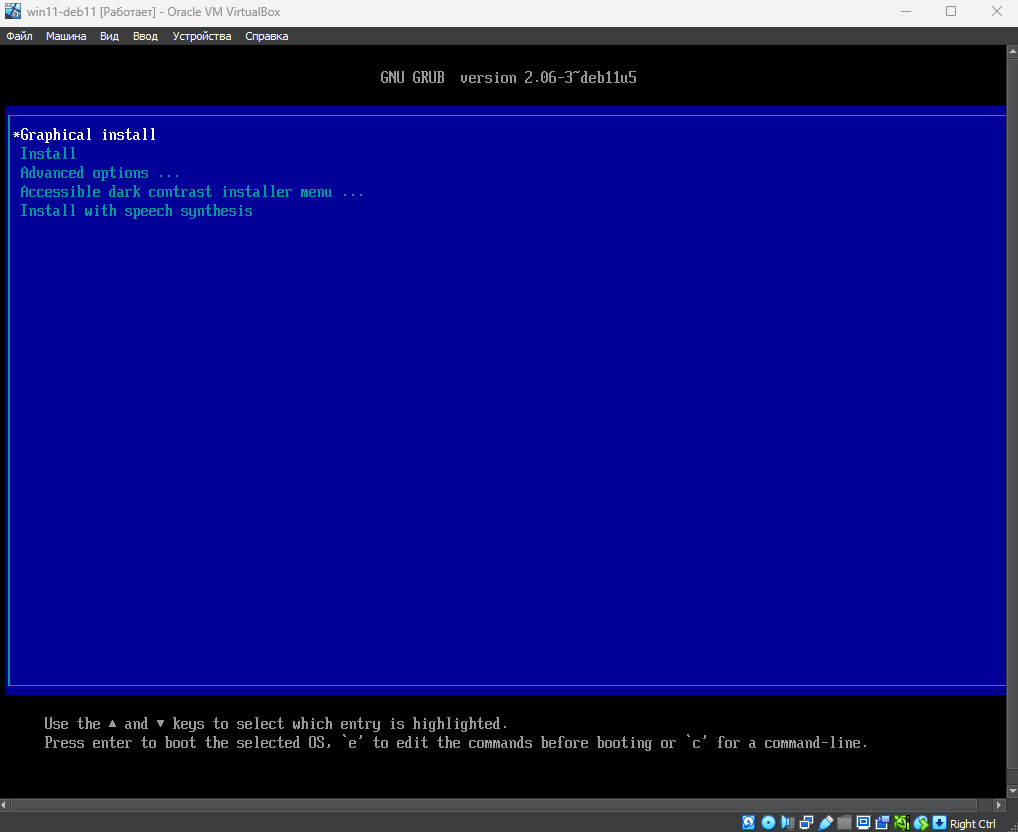 win11-deb11 [Работает] - Oracle VM VirtualBox
Файл Машина Вид Ввод Устройства Справка
GNU GRUB version 2.06-3~deb11u5
*Graphical install
Install
Advanced options ...
Accessible dark contrast installer menu ...
Install with speech synthesis
Use the ▲ and ▼ keys to select which entry is highlighted.
Press enter to boot the selected OS, `e' to edit the commands before booting or `c' for a command-line.
Right Ctrl